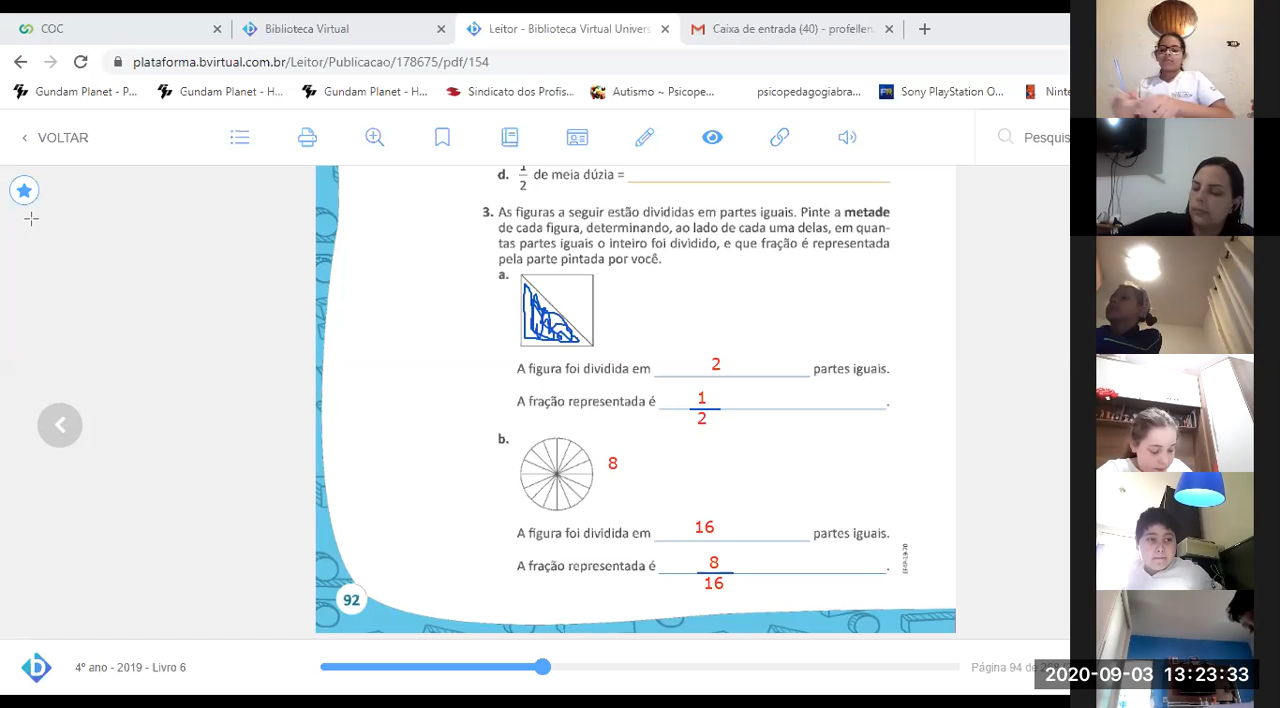 COC
Biblioteca Virtual
Leitor - Biblioteca Virtual Univers
Caixa de entrada (40) - profellen
plataforma.bvirtual.com.br/Leitor/Publicacao/178675/pdf/154
Gundam Planet - P... Gundam Planet - H... Gundam Planet - H... Sindicato dos Profis... Autismo ~ Psicope... psicopedagogiabra... Sony PlayStation O... Ninte
VOLTAR
Pesquis
d. 1/2 de meia dúzia =
3. As figuras a seguir estão divididas em partes iguais. Pinte a metade
de cada figura, determinando, ao lado de cada uma delas, em quan-
tas partes iguais o inteiro foi dividido, e que fração é representada
pela parte pintada por você.
a.
A figura foi dividida em 2 partes iguais.
A fração representada é 1/2.
b.
8
A figura foi dividida em 16 partes iguais.
A fração representada é 8/16.
92
4º ano - 2019 - Livro 6
Página 94 de
2020-09-03 13:23:33